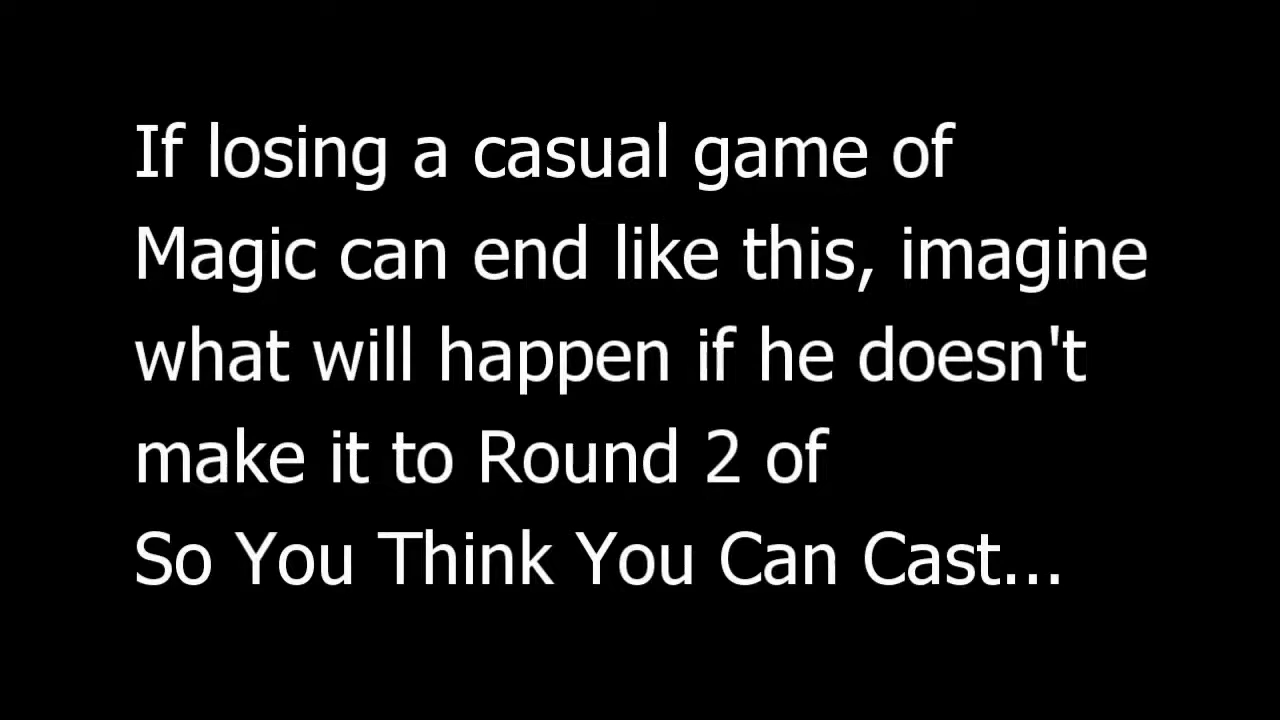 If losing a casual game of
Magic can end like this, imagine
what will happen if he doesn't
make it to Round 2 of
So You Think You Can Cast...